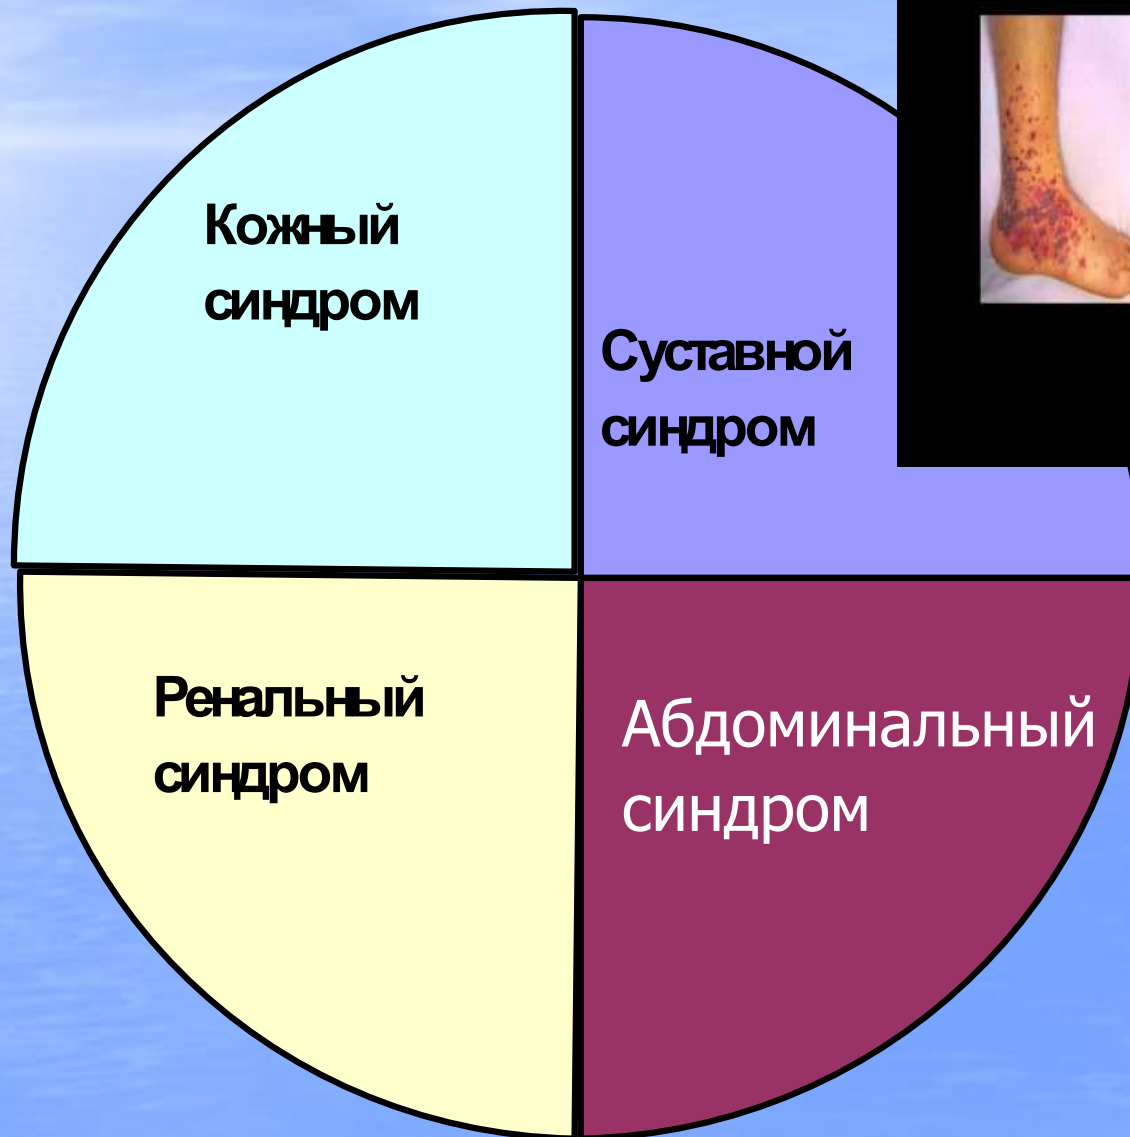 Кожный
синдром
Суставной
синдром
Ренальный
синдром
Абдоминальный
синдром